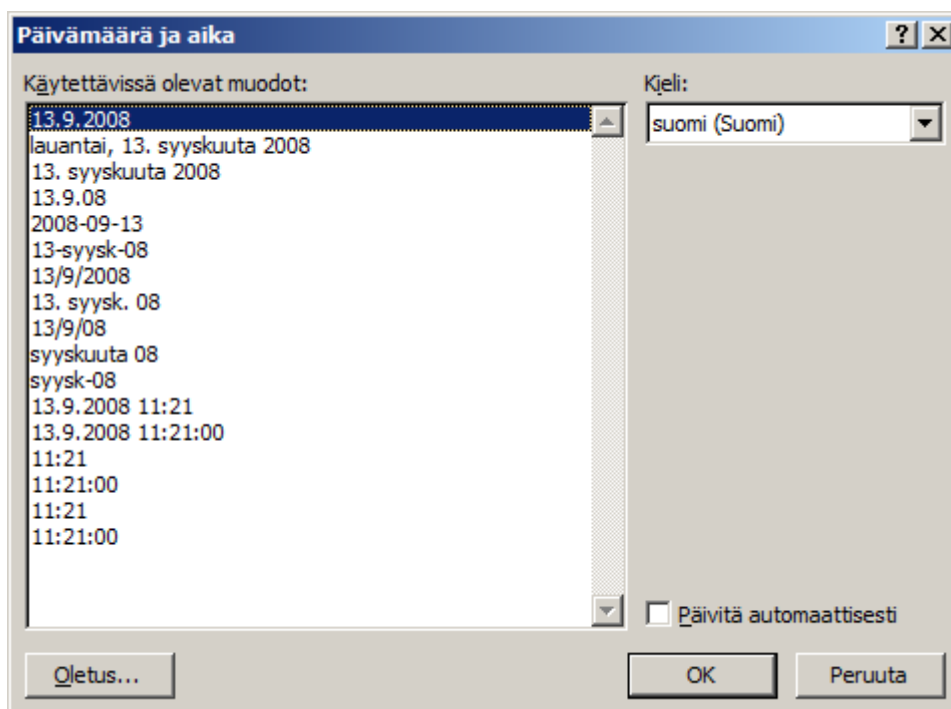 Päivämäärä ja aika
Käytettävissä olevat muodot:
13.9.2008
lauantai, 13. syyskuuta 2008
13. syyskuuta 2008
13.9.08
2008-09-13
13-syysk-08
13/9/2008
13. syysk. 08
13/9/08
syyskuuta 08
syysk-08
13.9.2008 11:21
13.9.2008 11:21:00
11:21
11:21:00
11:21
11:21:00
Kieli:
suomi (Suomi)
Päivitä automaattisesti
Oletus...
OK
Peruuta